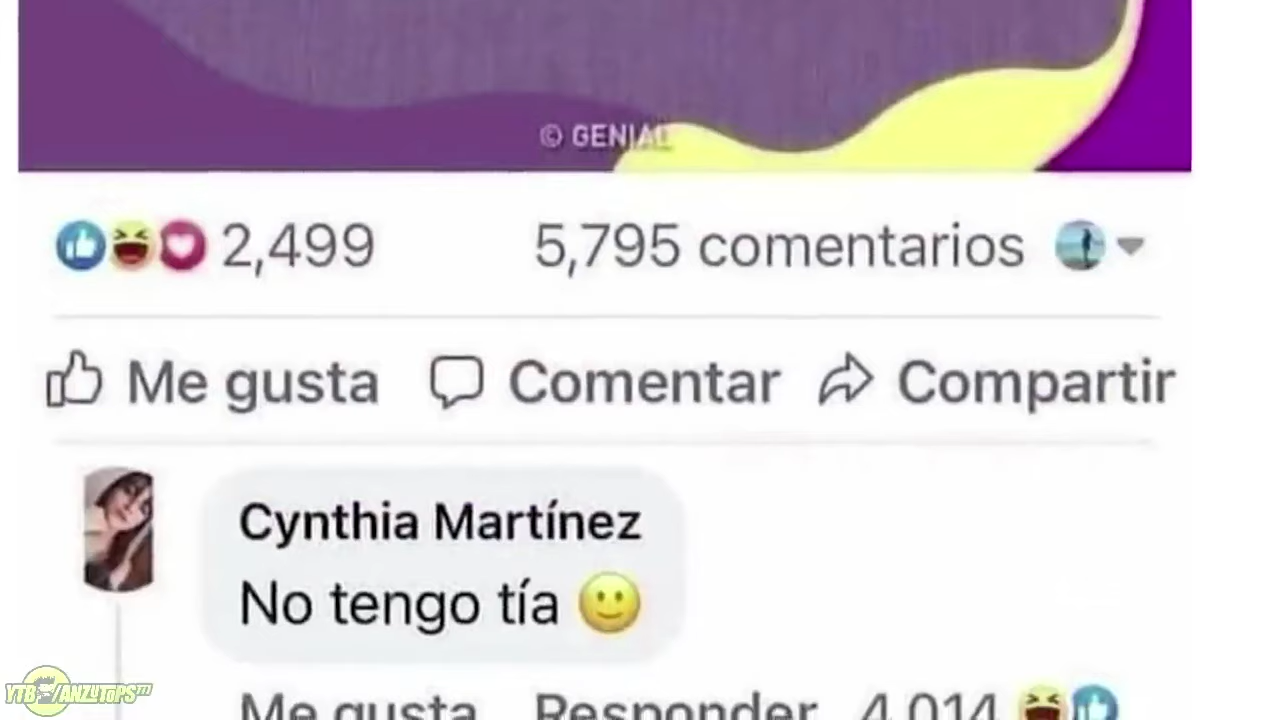 © GENIAL
2,499 5,795 comentarios
Me gusta Comentar Compartir
Cynthia Martínez
No tengo tía 🙂
Me gusta Responder 4,014
YTB